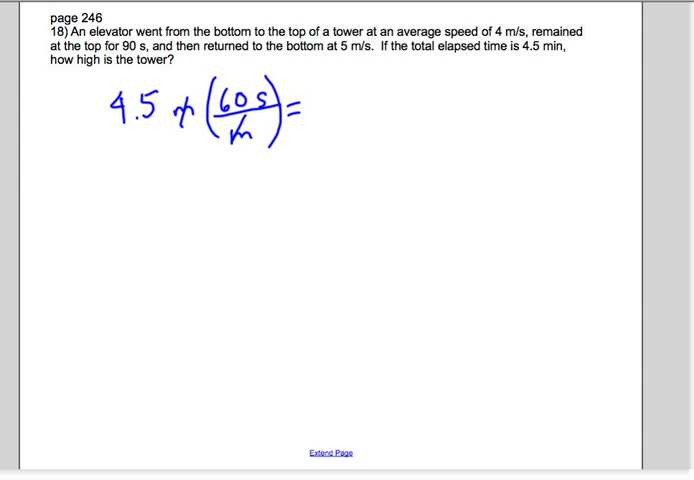 page 246
18) An elevator went from the bottom to the top of a tower at an average speed of 4 m/s, remained
at the top for 90 s, and then returned to the bottom at 5 m/s.  If the total elapsed time is 4.5 min,
how high is the tower?
4.5 m (60 s / m) =
Extend Page